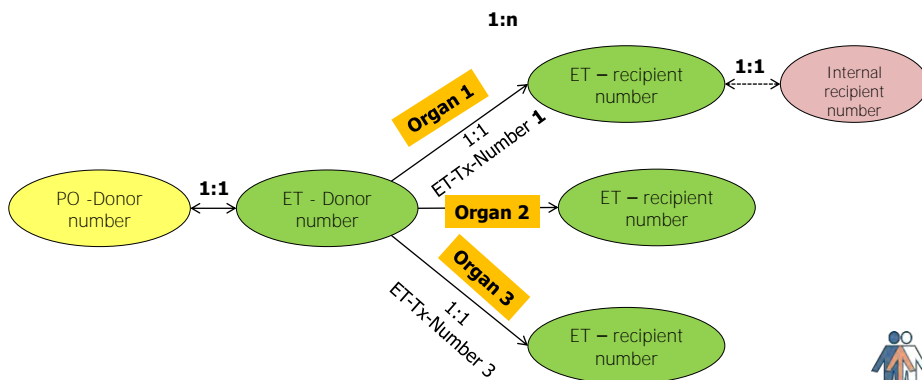 1:n
ET – recipient
number
1:1
Internal
recipient
number
Organ 1
1:1
ET-Tx-Number 1
PO -Donor
number
1:1
ET - Donor
number
Organ 2
ET – recipient
number
Organ 3
1:1
ET-Tx-Number 3
ET – recipient
number